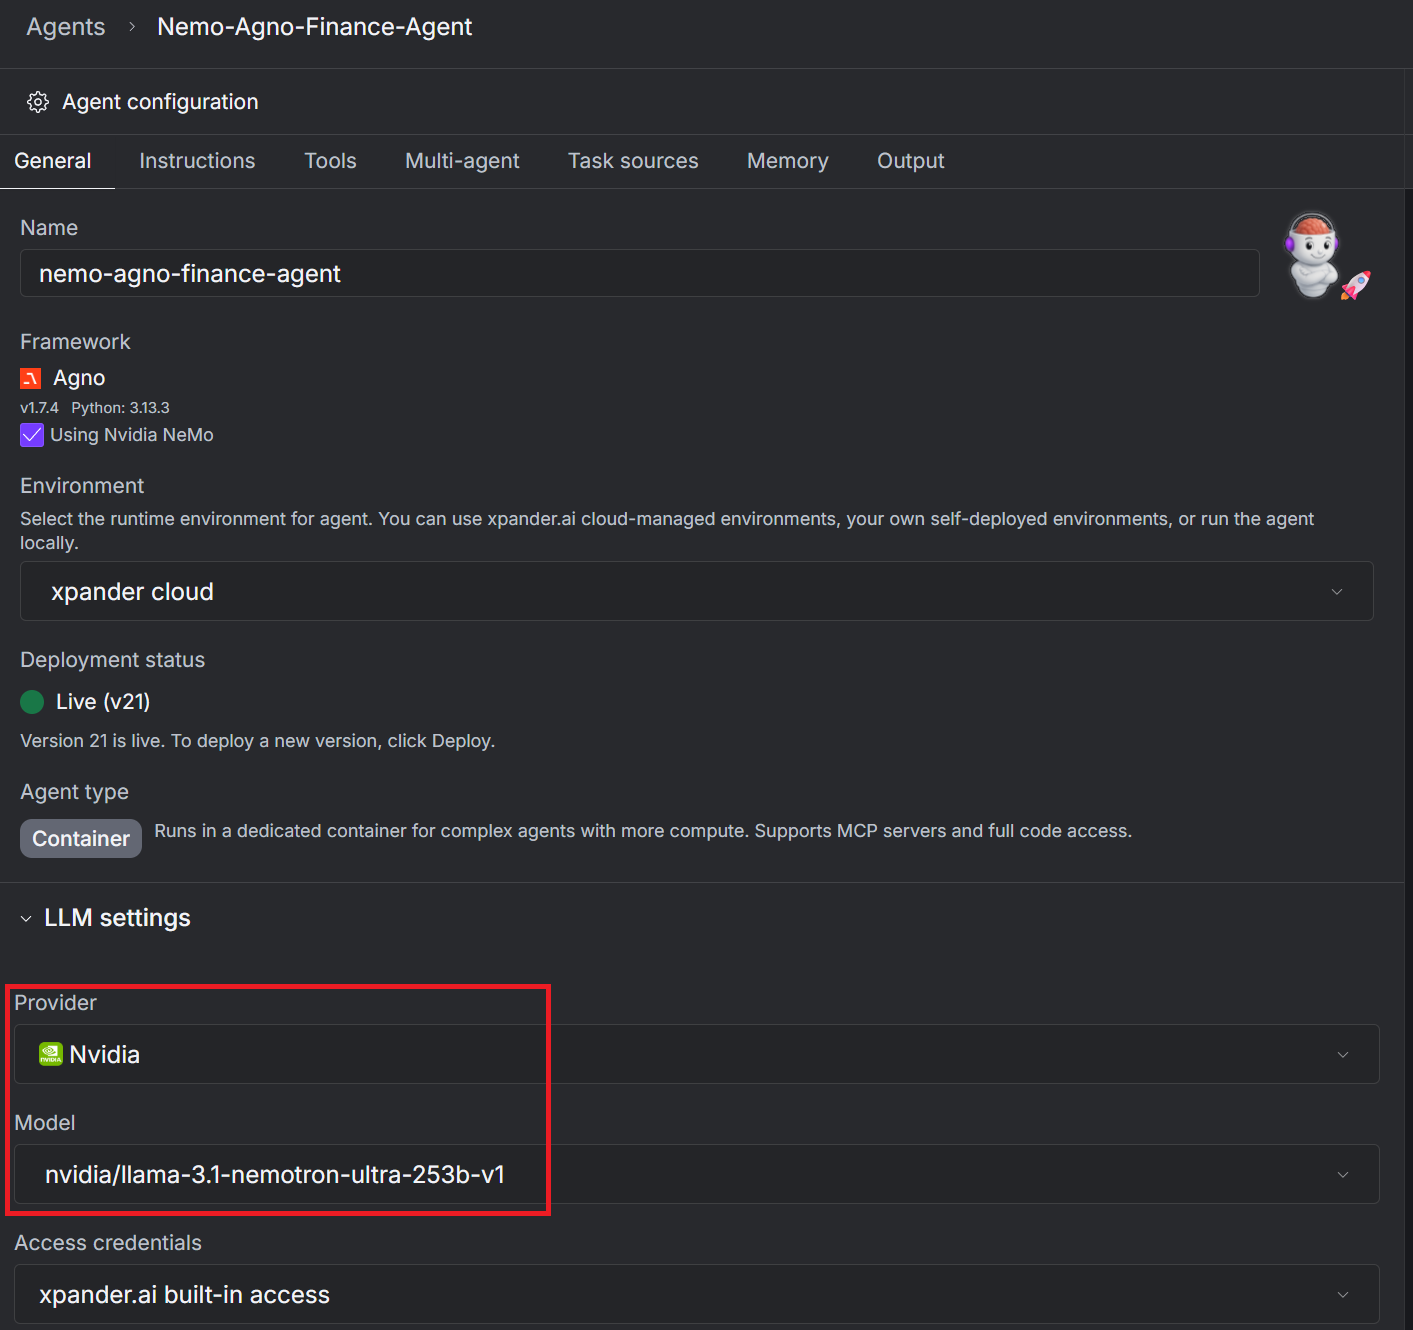 Agents > Nemo-Agno-Finance-Agent
Agent configuration
General Instructions Tools Multi-agent Task sources Memory Output
Name
nemo-agno-finance-agent
Framework
Agno
v1.7.4 Python: 3.13.3
Using Nvidia NeMo
Environment
Select the runtime environment for agent. You can use xpander.ai cloud-managed environments, your own self-deployed environments, or run the agent
locally.
xpander cloud
Deployment status
Live (v21)
Version 21 is live. To deploy a new version, click Deploy.
Agent type
Container Runs in a dedicated container for complex agents with more compute. Supports MCP servers and full code access.
LLM settings
Provider
NVIDIA Nvidia
Model
nvidia/llama-3.1-nemotron-ultra-253b-v1
Access credentials
xpander.ai built-in access